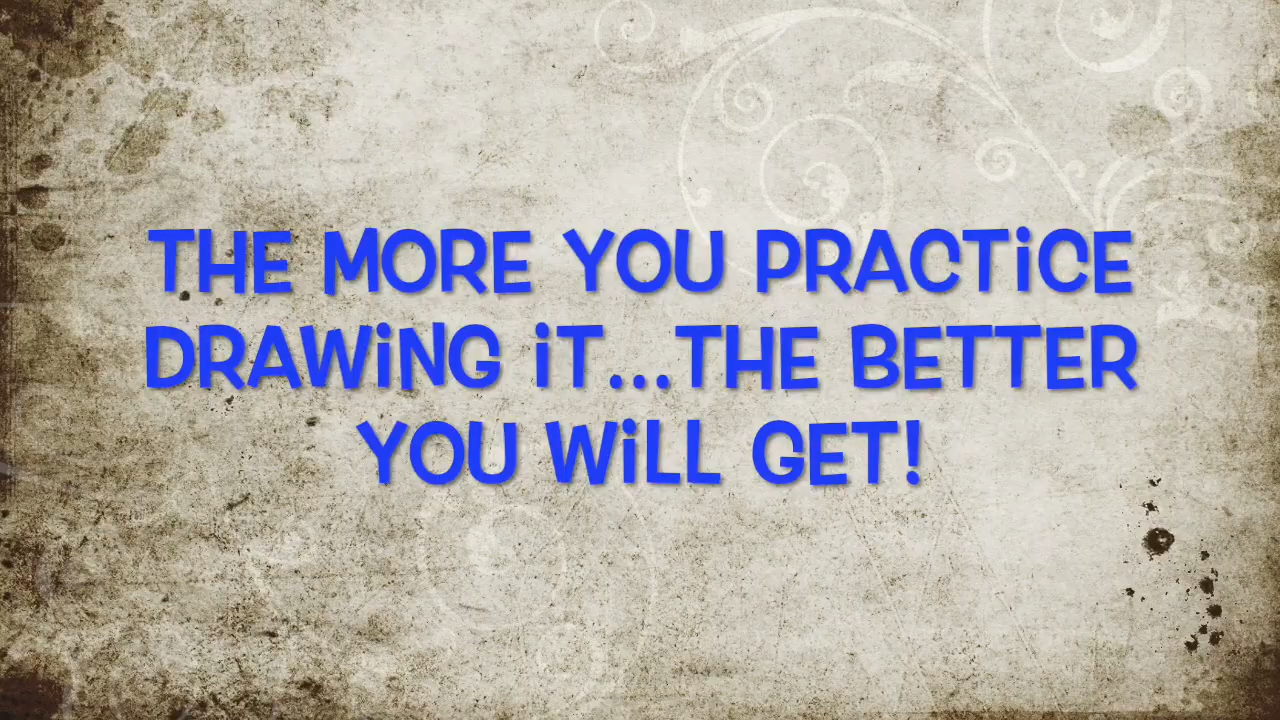 THE MORE YOU PRACTiCE
DRAWiNG iT...THE BETTER
YOU WiLL GET!